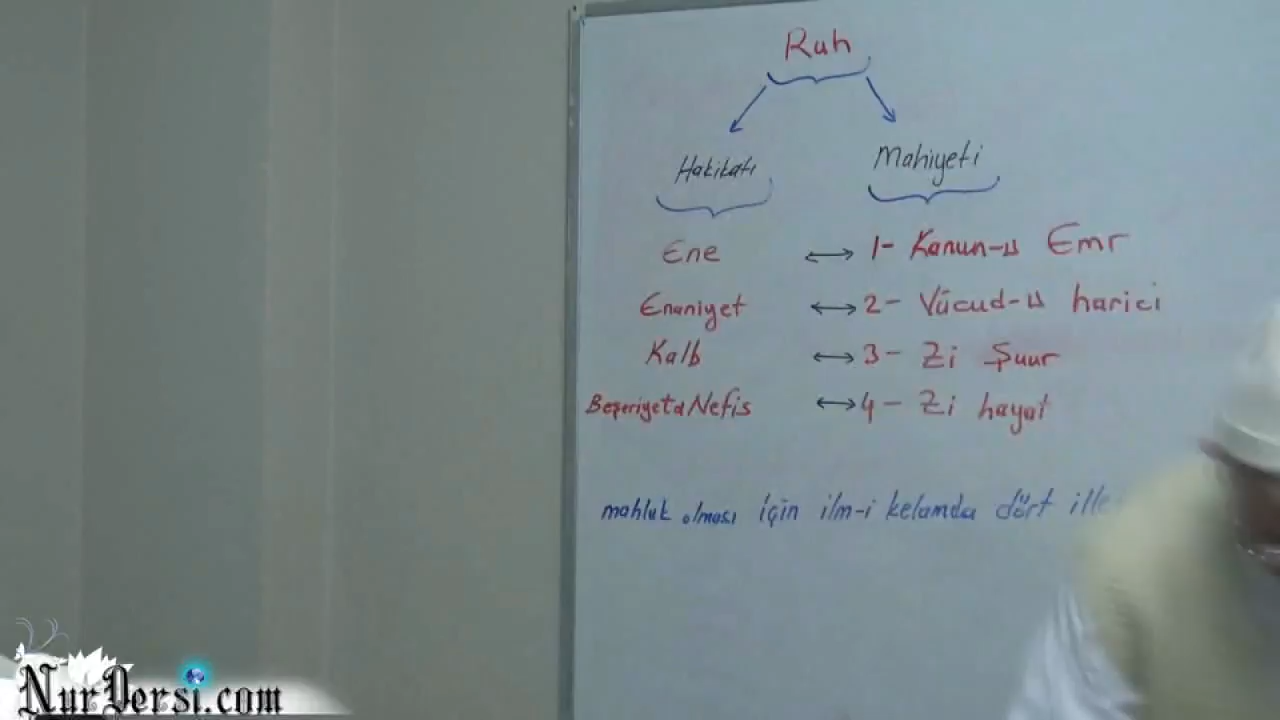 Ruh
Hakikatı Mahiyeti
Ene ↔ 1- Kanun-u Emr
Enaniyet ↔ 2- Vücud-u harici
Kalb ↔ 3- Zi Şuur
Beşeriyeta Nefis ↔ 4- Zi hayat
mahluk olması için ilm-i kelamda dört
NurDersi.com